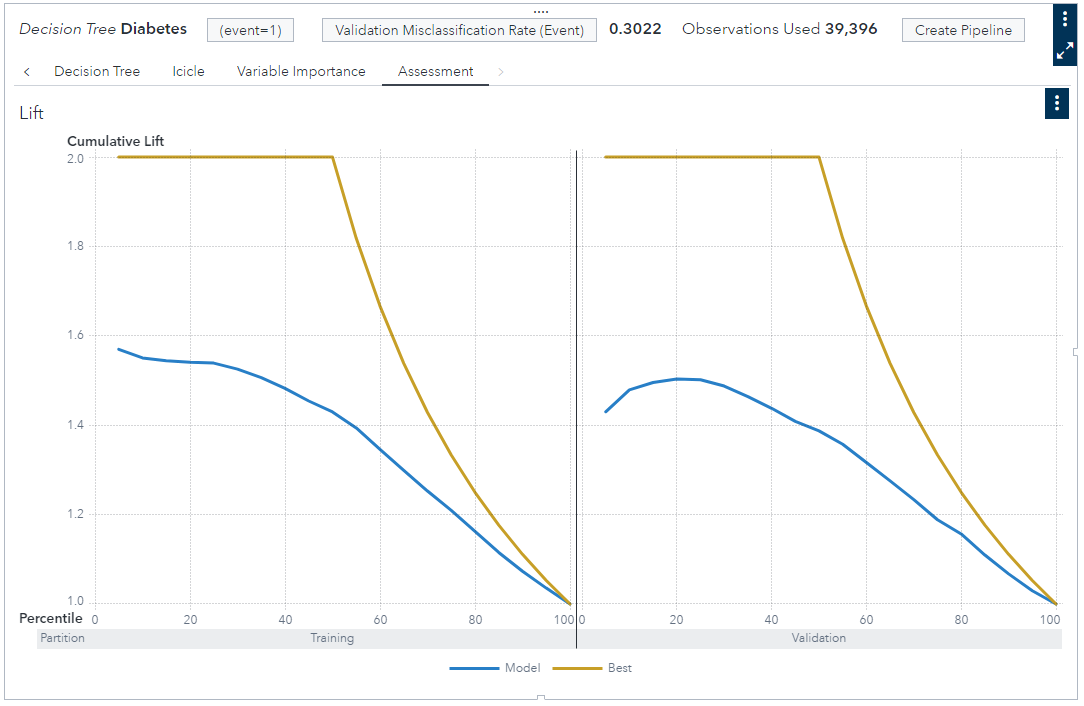 Decision Tree Diabetes (event=1) Validation Misclassification Rate (Event) 0.3022 Observations Used 39,396 Create Pipeline
Decision Tree Icicle Variable Importance Assessment
Lift
Cumulative Lift
2.0
1.8
1.6
1.4
1.2
1.0
Percentile 0 20 40 60 80 100 0 20 40 60 80 100
Partition Training Validation
Model Best